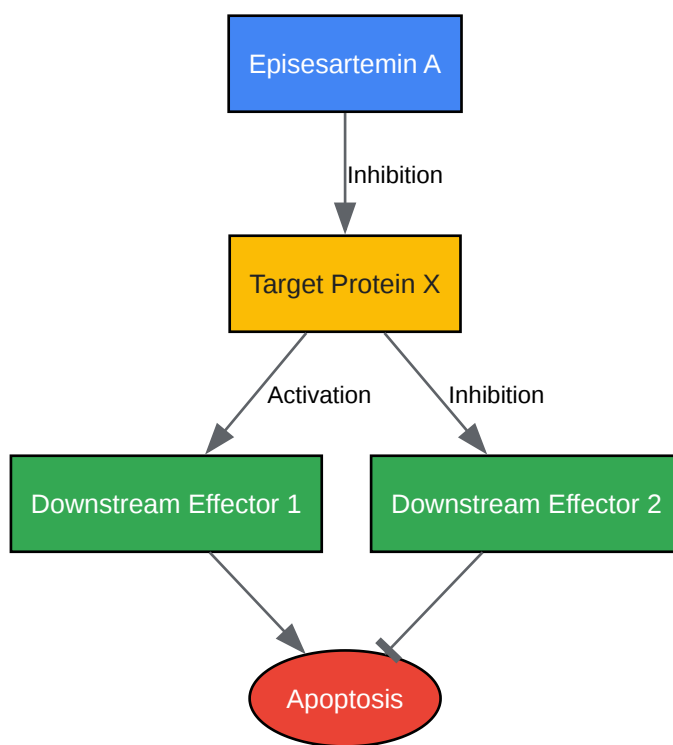 Episesartemin A
Inhibition
Target Protein X
Activation
Inhibition
Downstream Effector 1
Downstream Effector 2
Apoptosis